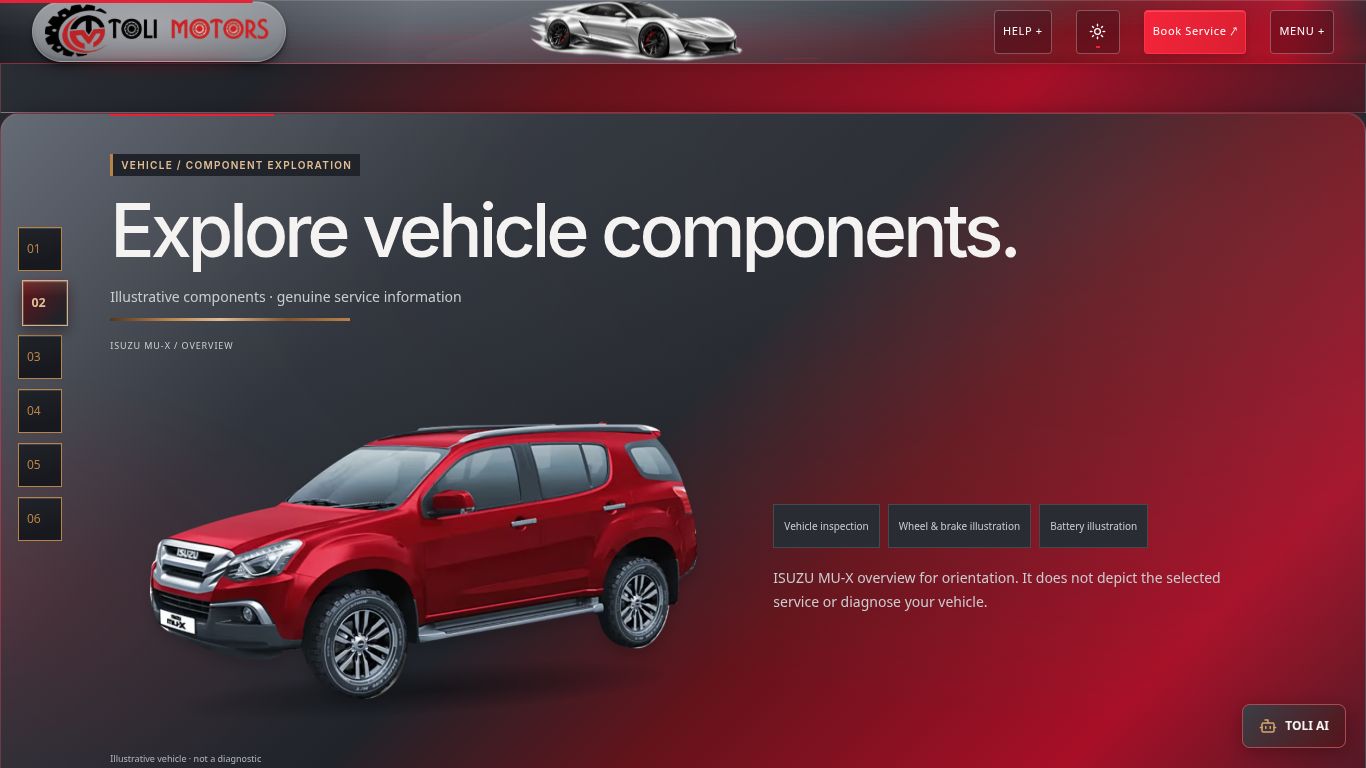 TOLI MOTORS
HELP +
Book Service ↗
MENU +
VEHICLE / COMPONENT EXPLORATION
Explore vehicle components.
Illustrative components · genuine service information
ISUZU MU-X / OVERVIEW
01
02
03
04
05
06
ISUZU
mu-X
Vehicle inspection
Wheel & brake illustration
Battery illustration
ISUZU MU-X overview for orientation. It does not depict the selected
service or diagnose your vehicle.
TOLI AI
Illustrative vehicle · not a diagnostic